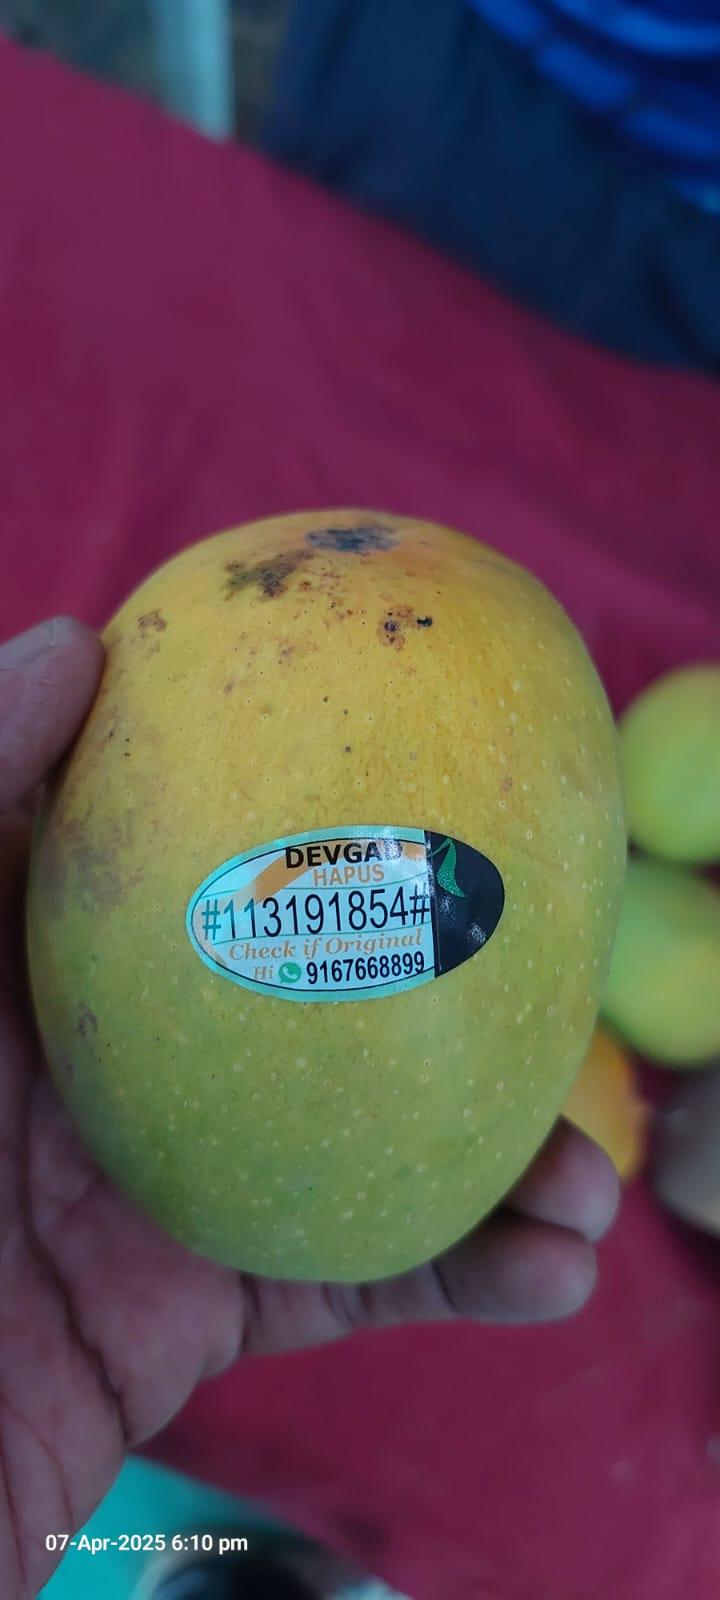 DEVGAD
HAPUS
#113191854#
Check if Original
Hi 9167668899
07-Apr-2025 6:10 pm